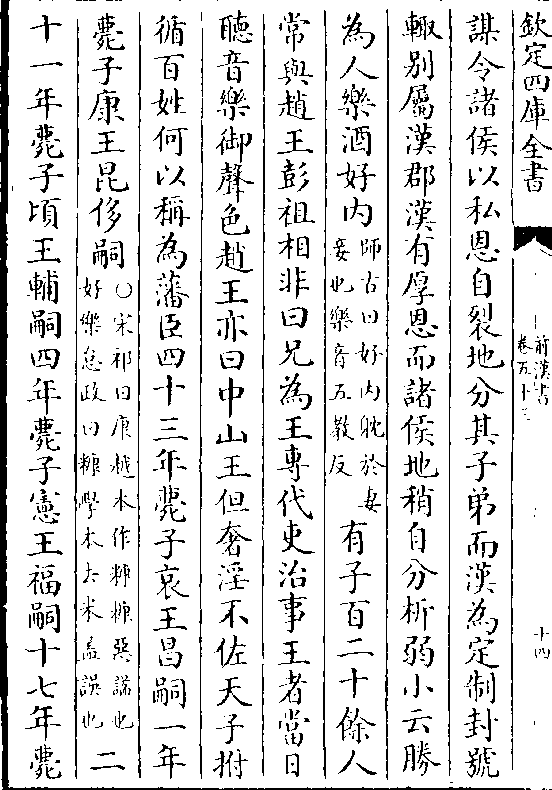 欽定四庫全書
前漢書
卷五十三
十四
謀令諸侯以私恩自裂地分其子弟而漢為定制封號
輙别屬漢郡漢有厚恩而諸侯地稍自分析弱小云勝
為人樂酒好内師古曰好内耽於妻妾也樂音五教反有子百二十餘人
常與趙王彭祖相非曰兄為王専代吏治事王者當日
聴音樂御聲色趙王亦曰中山王但奢淫不佐天子拊
循百姓何以稱為藩臣四十三年薨子哀王昌嗣一年
薨子康王昆侈嗣○宋祁曰康越本作糠糠惡諡也好樂怠政曰糠學本去米葢誤也二
十一年薨子頃王輔嗣四年薨子憲王福嗣十七年薨